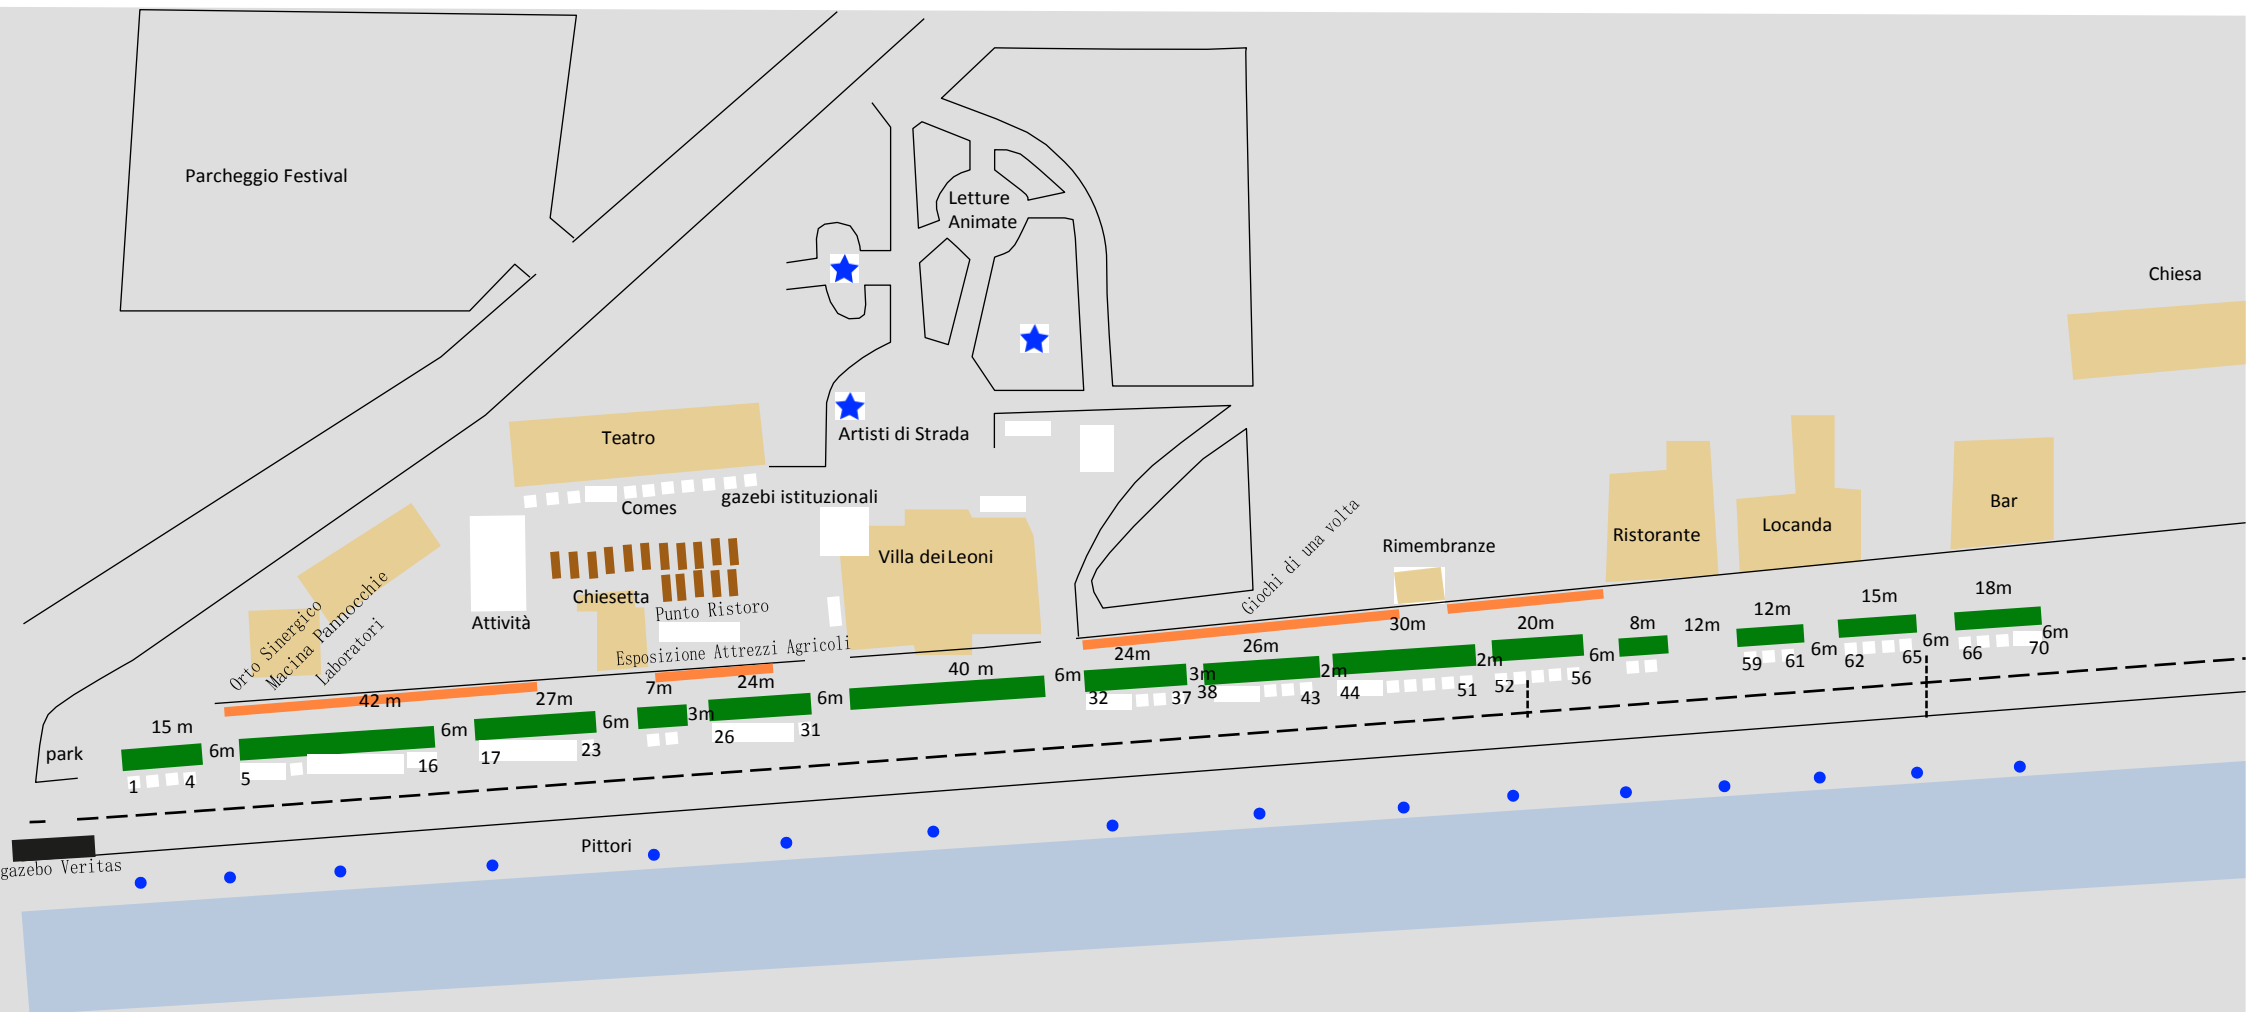 Parcheggio Festival
Letture
Animate
Chiesa
Teatro
Artisti di Strada
gazebi istituzionali
Comes
Ristorante
Locanda
Bar
Villa dei Leoni
Giochi di una volta
Rimembranze
Chiesetta
Punto Ristoro
Attività
Orto Sinergico
Macina Pannocchie
Laboratori
Esposizione Attrezzi Agricoli
park
15 m
6m
42 m
6m
27m
6m
7m
3m
24m
6m
40 m
6m
24m
3m
26m
2m
30m
2m
20m
6m
8m
12m
12m
6m
15m
6m
18m
6m
1
4
5
16
17
23
26
31
32
37
38
43
44
51
52
56
59
61
62
65
66
70
Pittori
gazebo Veritas